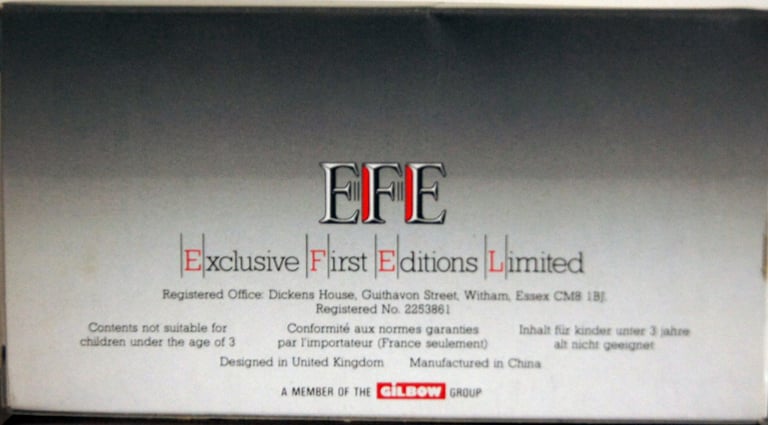 EFE
Exclusive First Editions Limited
Registered Office: Dickens House, Guithavon Street, Witham, Essex CM8 1BJ.
Registered No. 2253861
Contents not suitable for
children under the age of 3
Conformité aux normes garanties
par l'importateur (France seulement)
Inhalt für kinder unter 3 jahre
alt nicht geeignet
Designed in United Kingdom Manufactured in China
A MEMBER OF THE GILBOW GROUP